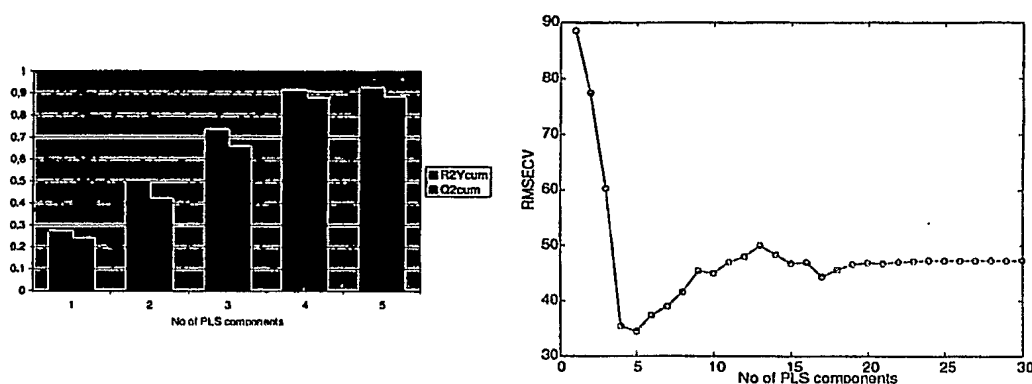 1
0,9
0,8
0,7
0,6
0,5
0,4
0,3
0,2
0,1
0
1 2 3 4 5
No of PLS components
R2Ycum
Q2cum
90
80
70
60
50
40
30
RMSECV
0 5 10 15 20 25 30
No of PLS components